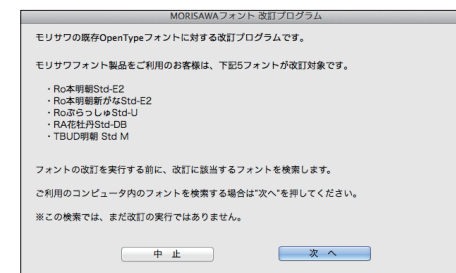 MORISAWAフォント 改訂プログラム
モリサワの既存OpenTypeフォントに対する改訂プログラムです。
モリサワフォント製品をご利用のお客様は、下記5フォントが改訂対象です。
・Ro本明朝Std-E2
・Ro本明朝新がなStd-E2
・RoぶらっしゅStd-U
・RA花牡丹Std-DB
・TBUD明朝 Std M
フォントの改訂を実行する前に、改訂に該当するフォントを検索します。
ご利用のコンピュータ内のフォントを検索する場合は"次へ"を押してください。
※この検索では、まだ改訂の実行ではありません。
中 止
次 へ